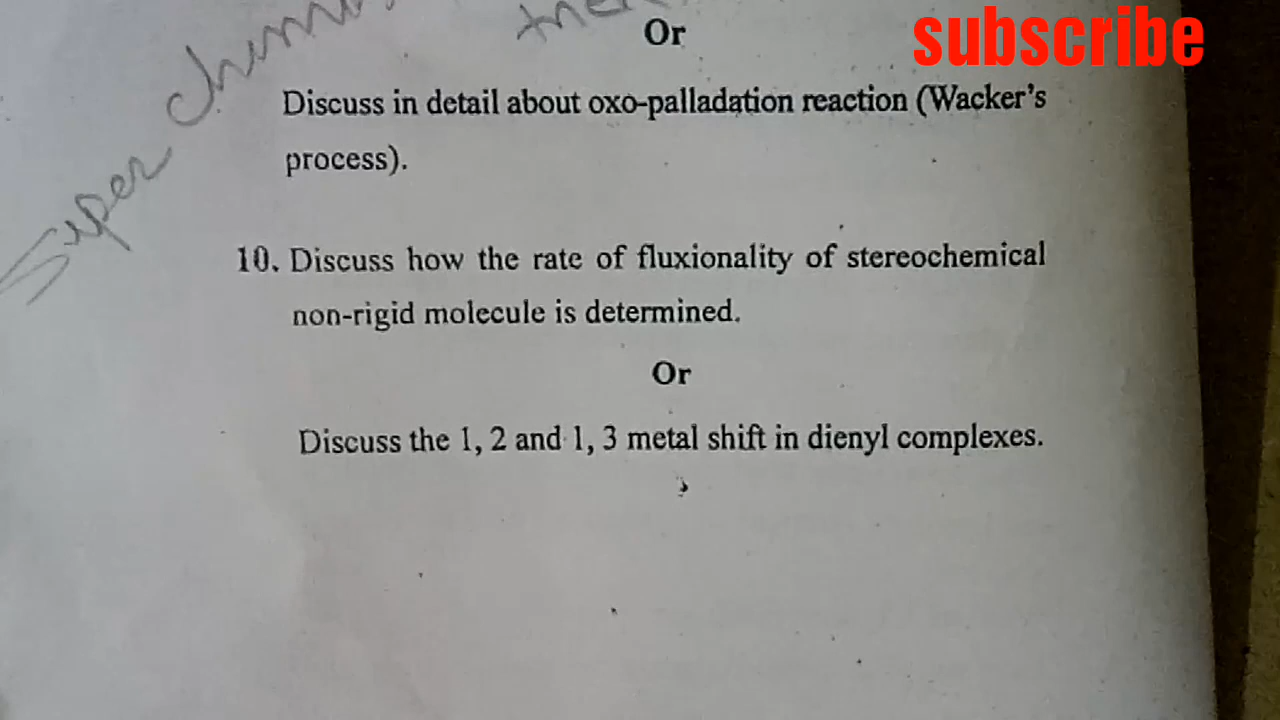 Or
subscribe
Discuss in detail about oxo-palladation reaction (Wacker's
process).
Super
10. Discuss how the rate of fluxionality of stereochemical
non-rigid molecule is determined.
Or
Discuss the 1, 2 and 1, 3 metal shift in dienyl complexes.